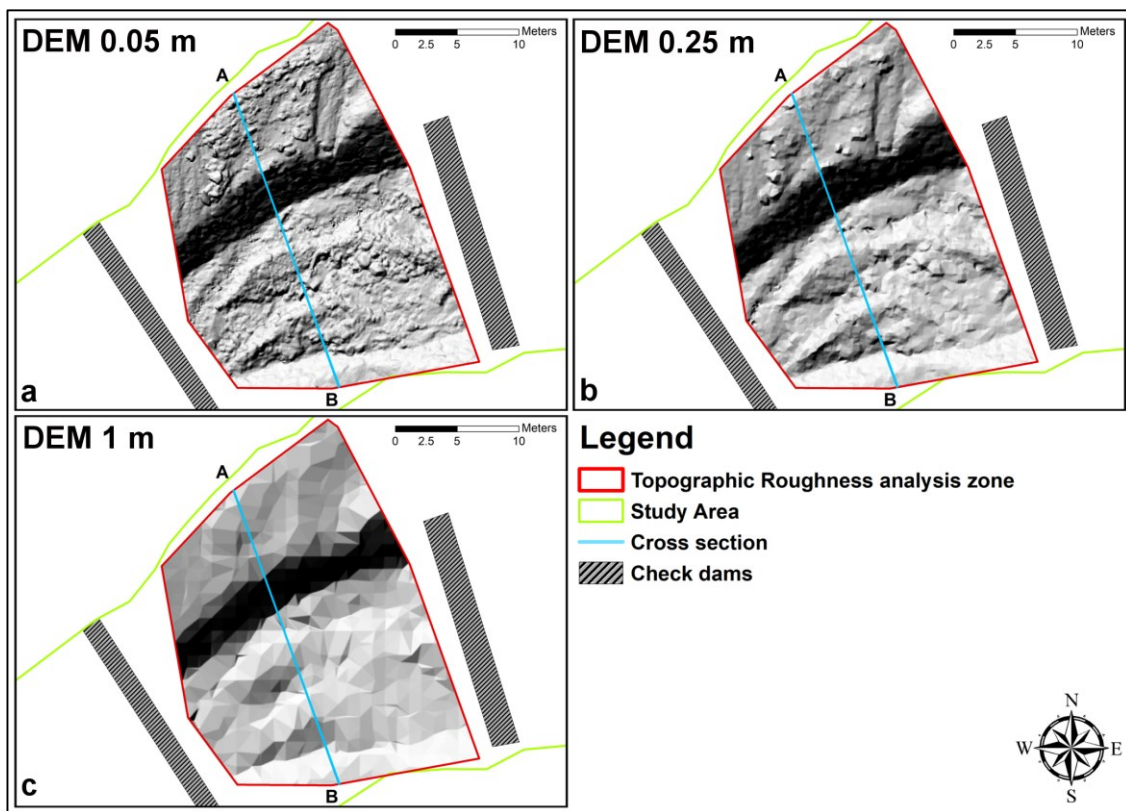 DEM 0.05 m
Meters
0 2.5 5 10
A
B
a
DEM 0.25 m
Meters
0 2.5 5 10
A
B
b
DEM 1 m
Meters
0 2.5 5 10
A
B
c
Legend
Topographic Roughness analysis zone
Study Area
Cross section
Check dams
N
W E
S